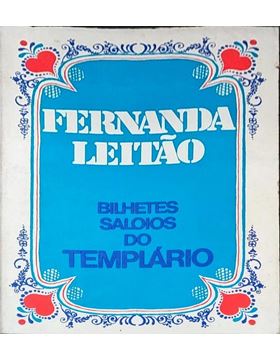 FERNANDA
LEITÃO
BILHETES
SALOIOS
DO
TEMPLÁRIO